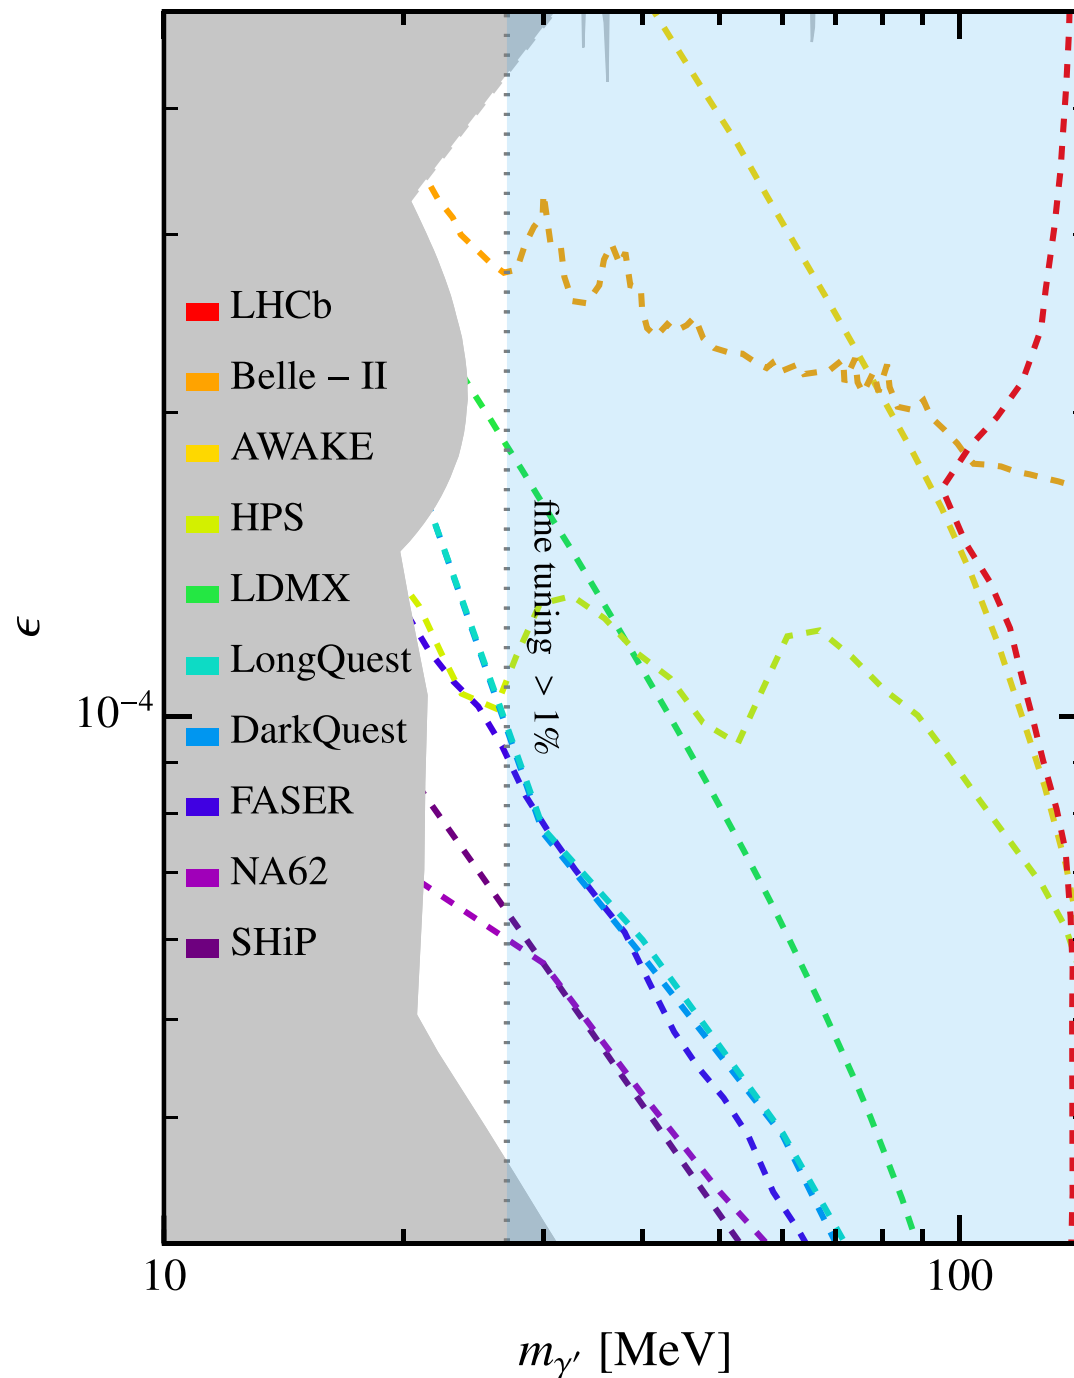 LHCb
Belle – II
AWAKE
HPS
LDMX
LongQuest
DarkQuest
FASER
NA62
SHiP
fine tuning > 1%
ϵ
10⁻⁴
10
100
m_γ′ [MeV]